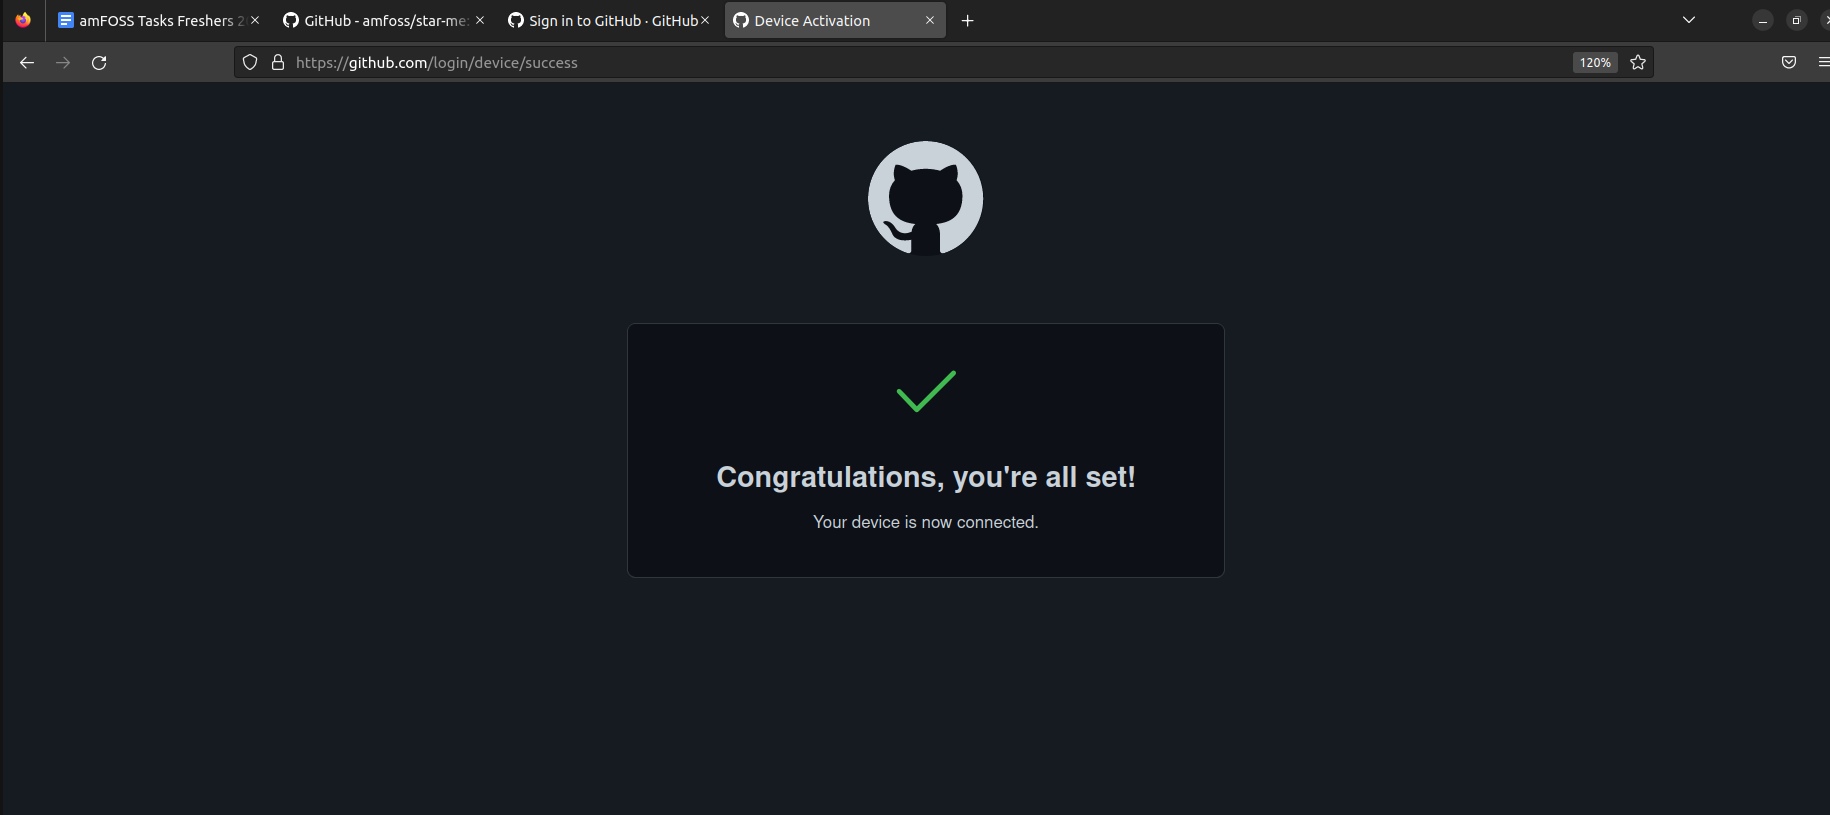 amFOSS Tasks Freshers 2
GitHub - amfoss/star-me:
Sign in to GitHub · GitHub
Device Activation
https://github.com/login/device/success
120%
Congratulations, you're all set!
Your device is now connected.